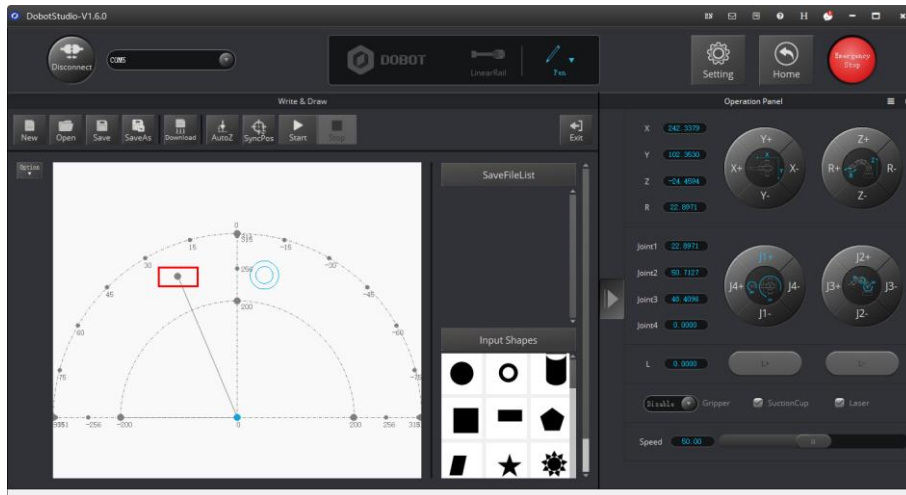 DobotStudio-V1.6.0
EN H
Disconnect COM5 DOBOT LinearRail Pen Setting Home Emergency Stop
Write & Draw Operation Panel
New Open Save SaveAs Download AutoZ SyncPos Start Stop Exit
Option
SaveFileList
Input Shapes
0
315
15 -15
256
30 -30
45 -45
200
60 -60
75
-256 -200 0 200 256
X 242.3379
Y 102.3530
Z -24.4594
R 22.8971
Y+ X+ X- Y-
Z+ R+ R- Z-
Joint1 22.8971
Joint2 50.7127
Joint3 40.4096
Joint4 0.0000
J1+ J4+ J4- J1-
J2+ J3+ J3- J2-
L 0.0000 L+ L-
Disable Gripper SuctionCup Laser
Speed 50.00